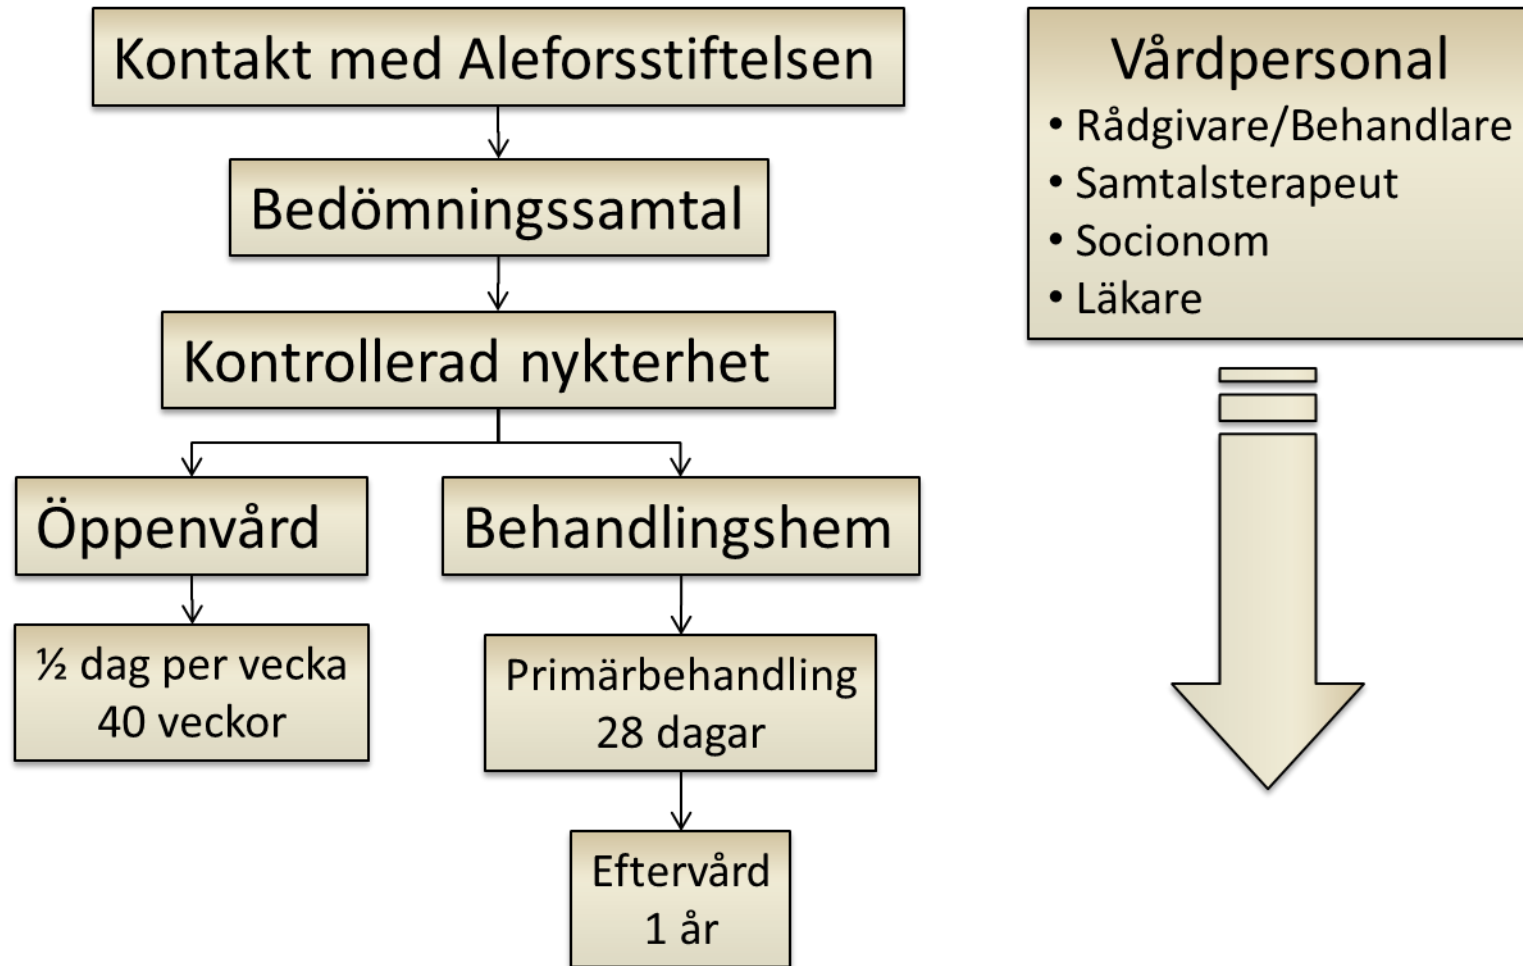 Kontakt med Aleforsstiftelsen
Bedömningssamtal
Kontrollerad nykterhet
Öppenvård
½ dag per vecka
40 veckor
Behandlingshem
Primärbehandling
28 dagar
Eftervård
1 år
Vårdpersonal
• Rådgivare/Behandlare
• Samtalsterapeut
• Socionom
• Läkare